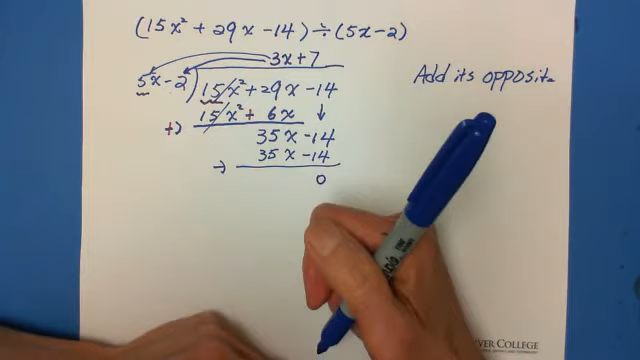 (15x² + 29x - 14) ÷ (5x - 2)
3x + 7
5x - 2) 15x² + 29x - 14
+) 15x² + 6x ↓
35x - 14
→) 35x - 14
0
Add its opposite
COLLEGE